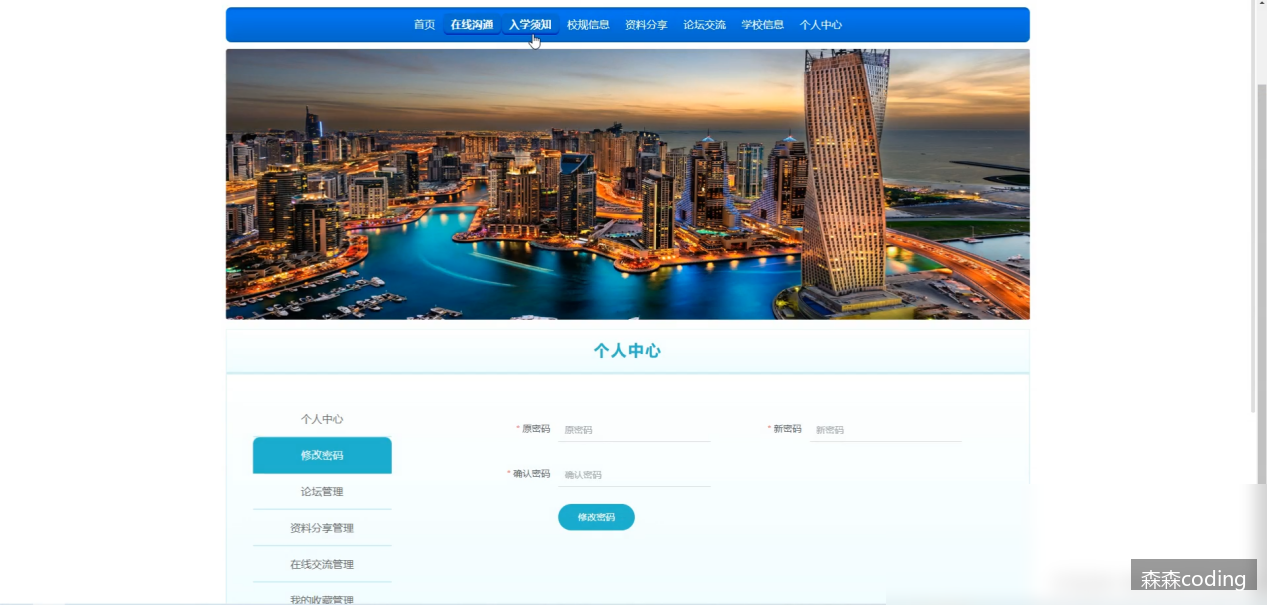 首页 在线沟通 入学须知 校规信息 资料分享 论坛交流 学校信息 个人中心
个人中心
个人中心
修改密码
论坛管理
资料分享管理
在线交流管理
我的收藏管理
* 原密码 原密码 * 新密码 新密码
* 确认密码 确认密码
修改密码
森森coding